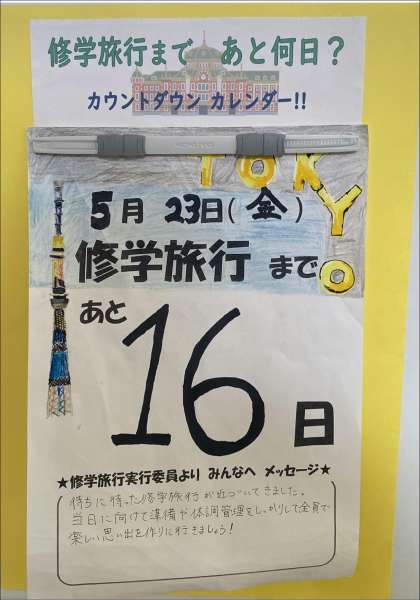 修学旅行まで あと何日？
カウントダウン カレンダー!!
TOKYO
5月 23日(金)
修学旅行 まで
あと
16日
★修学旅行実行委員より みんなへ メッセージ★
待ちに待った修学旅行が近づいてきました。
当日に向けて準備や体調管理をしっかりして全員で
楽しい思い出を作りに行きましょう！